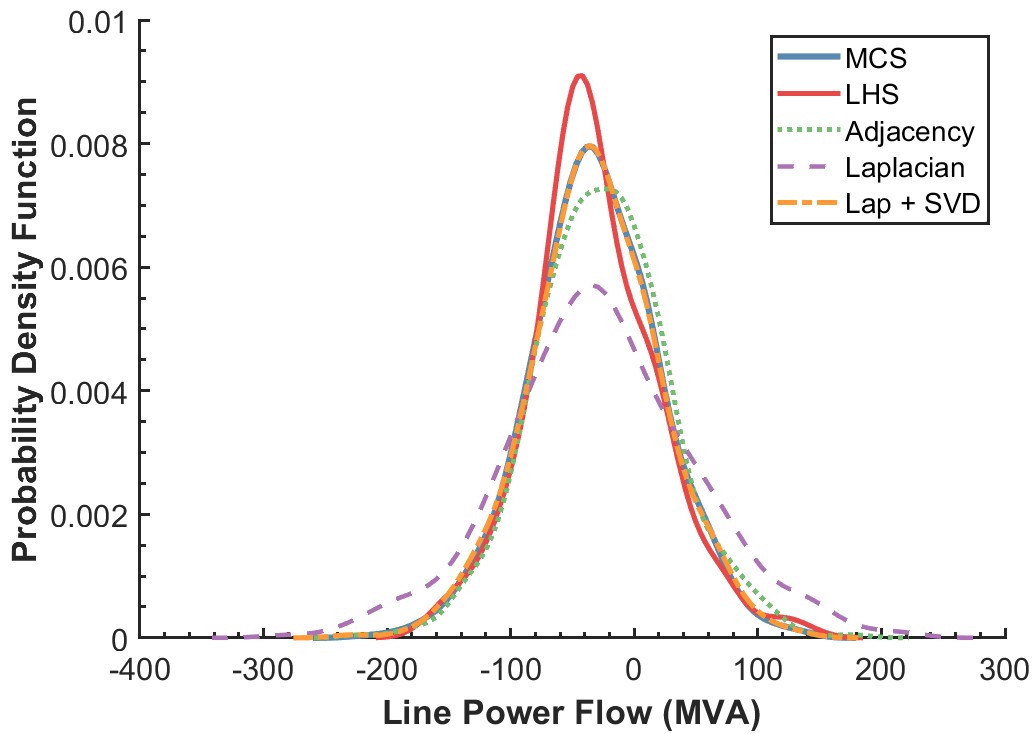 0.01
0.008
0.006
0.004
0.002
0
Probability Density Function
MCS
LHS
Adjacency
Laplacian
Lap + SVD
-400 -300 -200 -100 0 100 200 300
Line Power Flow (MVA)